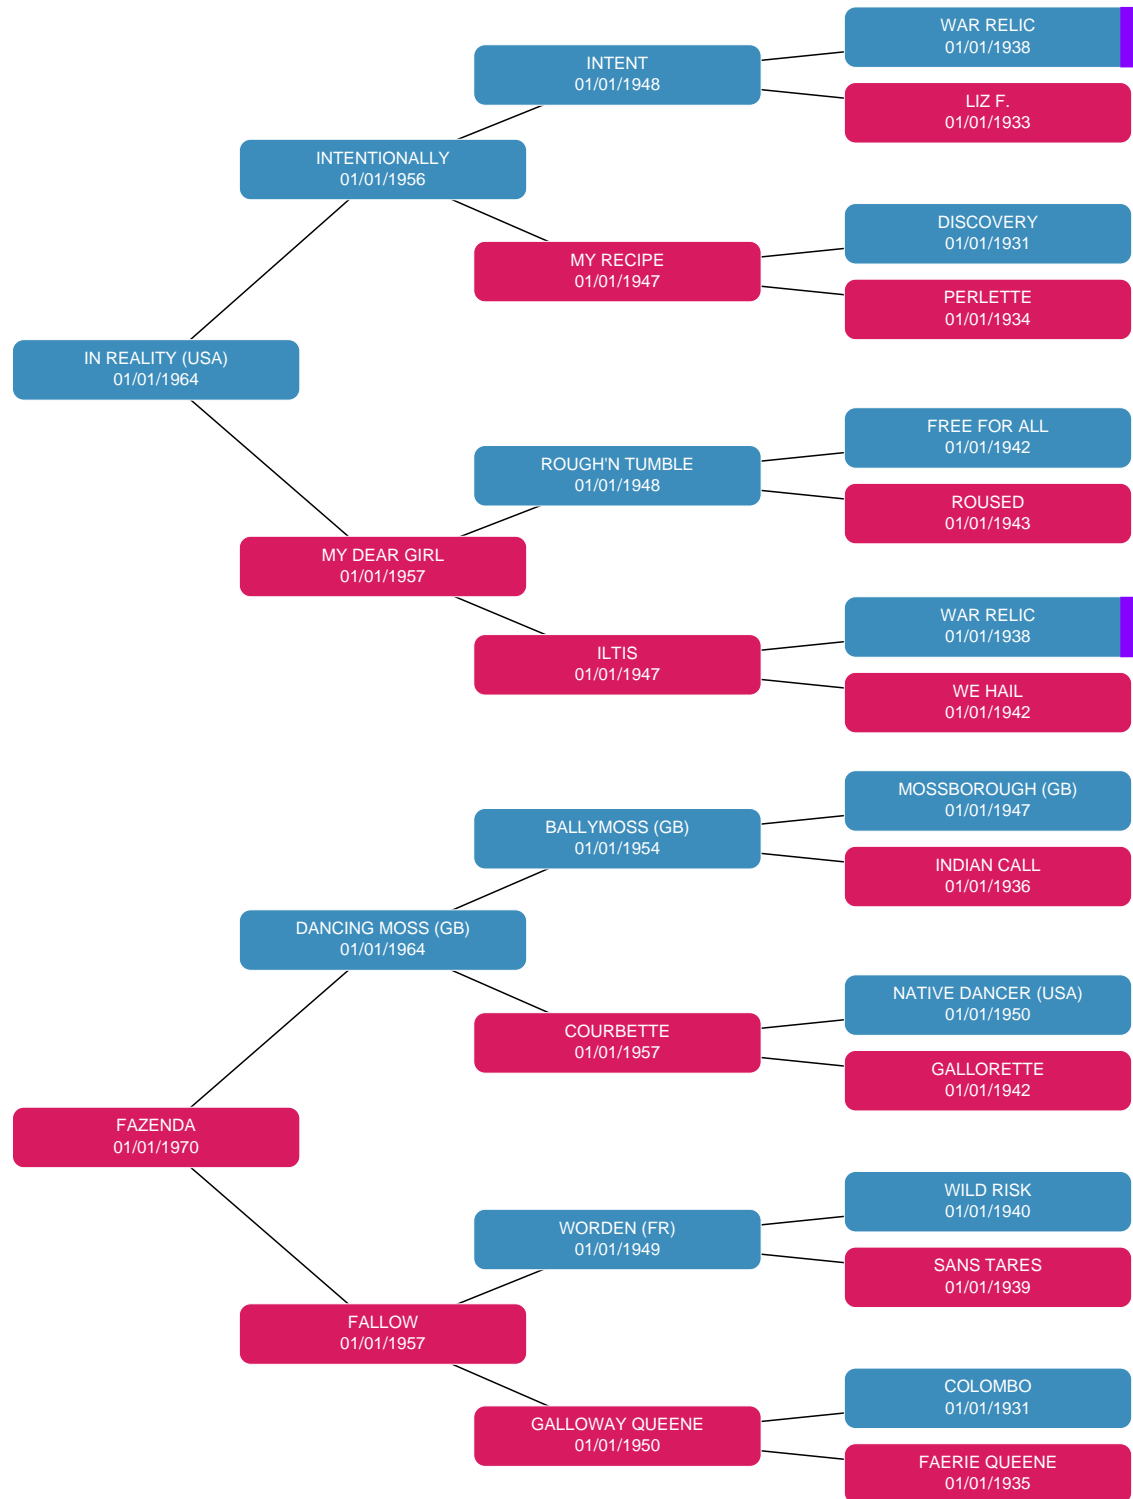 WAR RELIC
01/01/1938
INTENT
01/01/1948
LIZ F.
01/01/1933
INTENTIONALLY
01/01/1956
DISCOVERY
01/01/1931
MY RECIPE
01/01/1947
PERLETTE
01/01/1934
IN REALITY (USA)
01/01/1964
FREE FOR ALL
01/01/1942
ROUGH'N TUMBLE
01/01/1948
ROUSED
01/01/1943
MY DEAR GIRL
01/01/1957
WAR RELIC
01/01/1938
ILTIS
01/01/1947
WE HAIL
01/01/1942
MOSSBOROUGH (GB)
01/01/1947
BALLYMOSS (GB)
01/01/1954
INDIAN CALL
01/01/1936
DANCING MOSS (GB)
01/01/1964
NATIVE DANCER (USA)
01/01/1950
COURBETTE
01/01/1957
GALLORETTE
01/01/1942
FAZENDA
01/01/1970
WILD RISK
01/01/1940
WORDEN (FR)
01/01/1949
SANS TARES
01/01/1939
FALLOW
01/01/1957
COLOMBO
01/01/1931
GALLOWAY QUEENE
01/01/1950
FAERIE QUEENE
01/01/1935